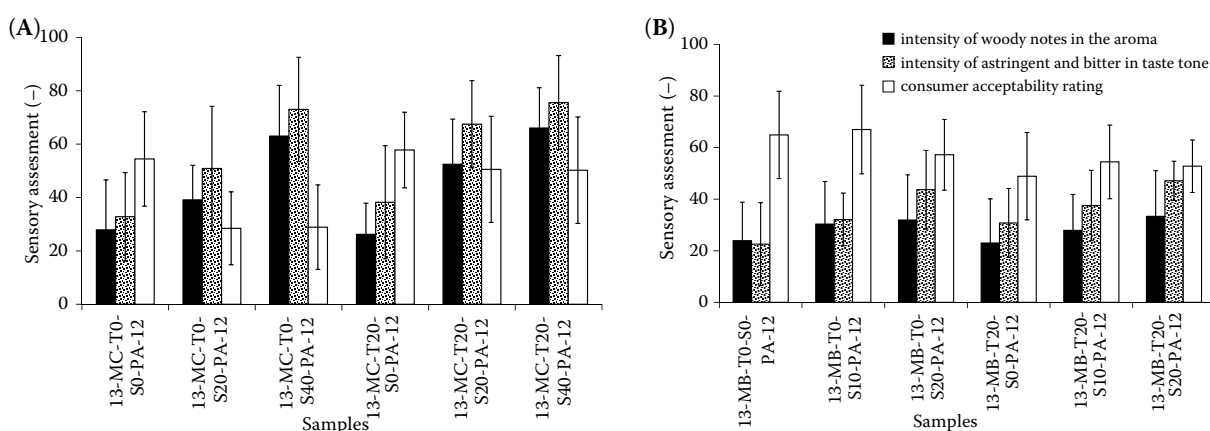 (A)
100
80
60
40
20
0
Sensory assesment (–)
13-MC-T0-
S0-PA-12
13-MC-T0-
S20-PA-12
13-MC-T0-
S40-PA-12
13-MC-T20-
S0-PA-12
13-MC-T20-
S20-PA-12
13-MC-T20-
S40-PA-12
Samples
(B)
100
80
60
40
20
0
Sensory assesment (–)
intensity of woody notes in the aroma
intensity of astringent and bitter in taste tone
consumer acceptability rating
13-MB-T0-S0-
PA-12
13-MB-T0-
S10-PA-12
13-MB-T0-
S20-PA-12
13-MB-T20-
S0-PA-12
13-MB-T20-
S10-PA-12
13-MB-T20-
S20-PA-12
Samples